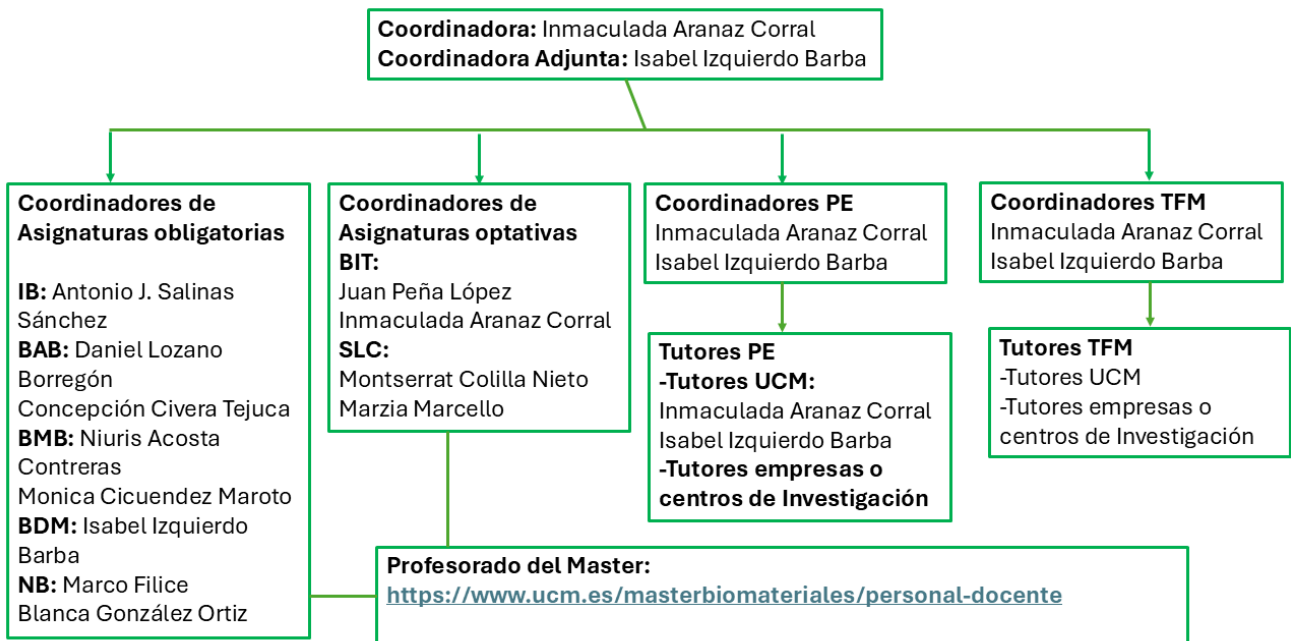 Coordinadora: Inmaculada Aranaz Corral
Coordinadora Adjunta: Isabel Izquierdo Barba
Coordinadores de
Asignaturas obligatorias
IB: Antonio J. Salinas
Sánchez
BAB: Daniel Lozano
Borregón
Concepción Civera Tejuca
BMB: Niuris Acosta
Contreras
Monica Cicuendez Maroto
BDM: Isabel Izquierdo
Barba
NB: Marco Filice
Blanca González Ortiz
Coordinadores de
Asignaturas optativas
BIT:
Juan Peña López
Inmaculada Aranaz Corral
SLC:
Montserrat Colilla Nieto
Marzia Marcello
Coordinadores PE
Inmaculada Aranaz Corral
Isabel Izquierdo Barba
Tutores PE
-Tutores UCM:
Inmaculada Aranaz Corral
Isabel Izquierdo Barba
-Tutores empresas o
centros de Investigación
Coordinadores TFM
Inmaculada Aranaz Corral
Isabel Izquierdo Barba
Tutores TFM
-Tutores UCM
-Tutores empresas o
centros de Investigación
Profesorado del Master:
https://www.ucm.es/masterbiomateriales/personal-docente